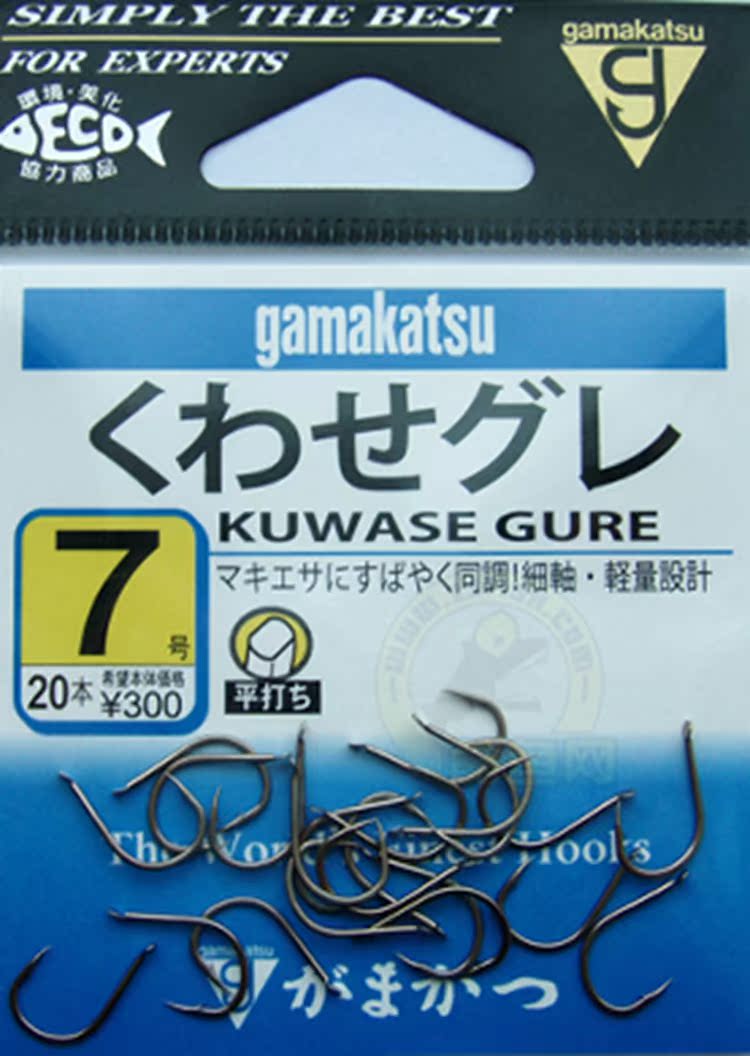 SIMPLY THE BEST
FOR EXPERTS
gamakatsu
環境・美化
ECO
協力商品
gamakatsu
くわせグレ
KUWASE GURE
マキエサにすばやく同調!細軸・軽量設計
7号
20本
希望本体価格
¥300
平打ち
The World's Finest Hooks
gamakatsu
がまかつ